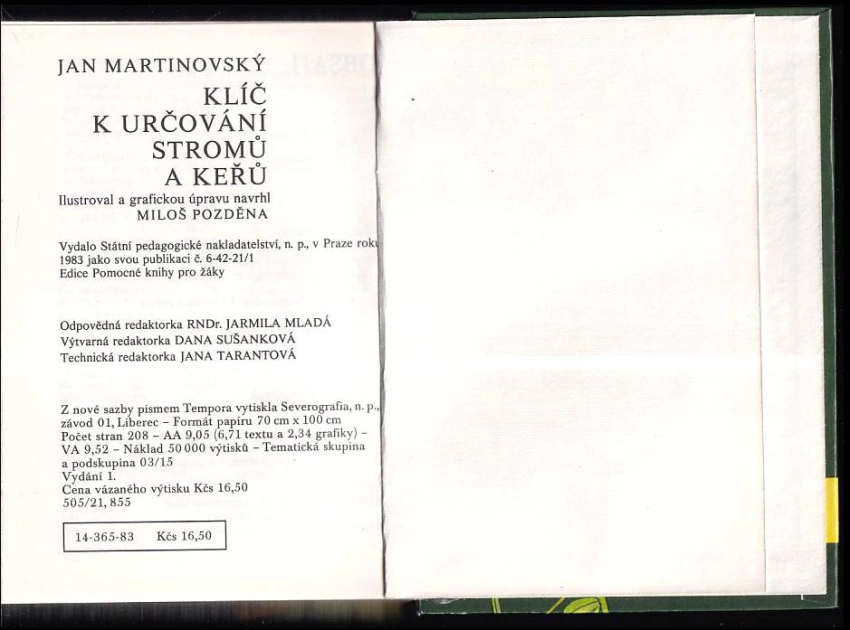 JAN MARTINOVSKÝ
KLÍČ
K URČOVÁNÍ
STROMŮ
A KEŘŮ
Ilustroval a grafickou úpravu navrhl
MILOŠ POZDĚNA
Vydalo Státní pedagogické nakladatelství, n. p., v Praze roku
1983 jako svou publikaci č. 6-42-21/1
Edice Pomocné knihy pro žáky
Odpovědná redaktorka RNDr. JARMILA MLADÁ
Výtvarná redaktorka DANA SUŠANKOVÁ
Technická redaktorka JANA TARANTOVÁ
Z nové sazby písmem Tempora vytiskla Severografia, n. p.,
závod 01, Liberec – Formát papíru 70 cm x 100 cm
Počet stran 208 – AA 9,05 (6,71 textu a 2,34 grafiky) –
VA 9,52 – Náklad 50 000 výtisků – Tematická skupina
a podskupina 03/15
Vydání 1.
Cena vázaného výtisku Kčs 16,50
505/21, 855
14-365-83 Kčs 16,50